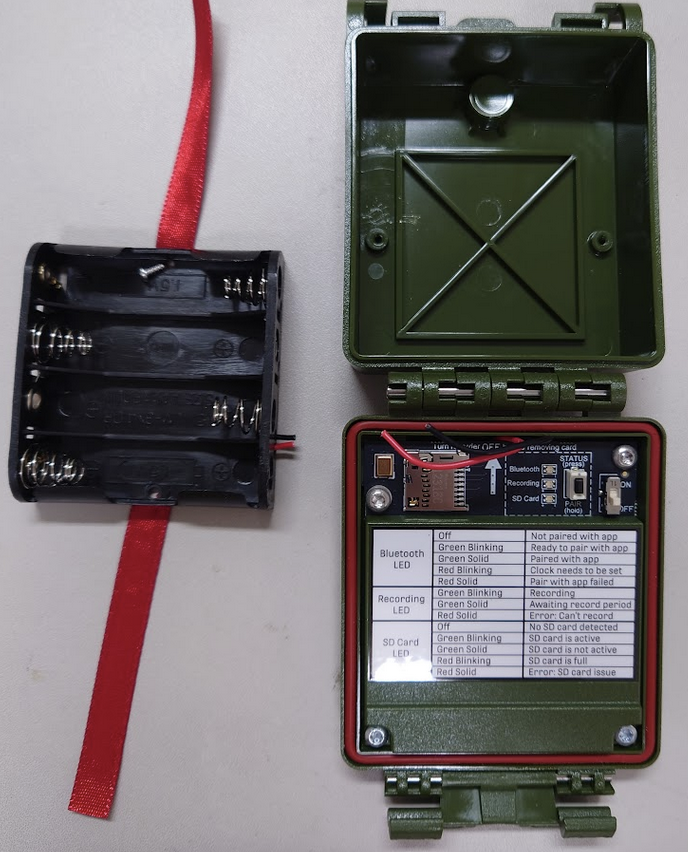 1.5V
Turn recorder OFF before removing card
Bluetooth
Recording
SD Card
STATUS
(press)
PAIR
(hold)
ON
OFF
Bluetooth LED
Off Not paired with app
Green Blinking Ready to pair with app
Green Solid Paired with app
Red Blinking Clock needs to be set
Red Solid Pair with app failed
Recording LED
Green Blinking Recording
Green Solid Awaiting record period
Red Solid Error: Can't record
SD Card LED
Off No SD card detected
Green Blinking SD card is active
Green Solid SD card is not active
Red Blinking SD card is full
Red Solid Error: SD card issue